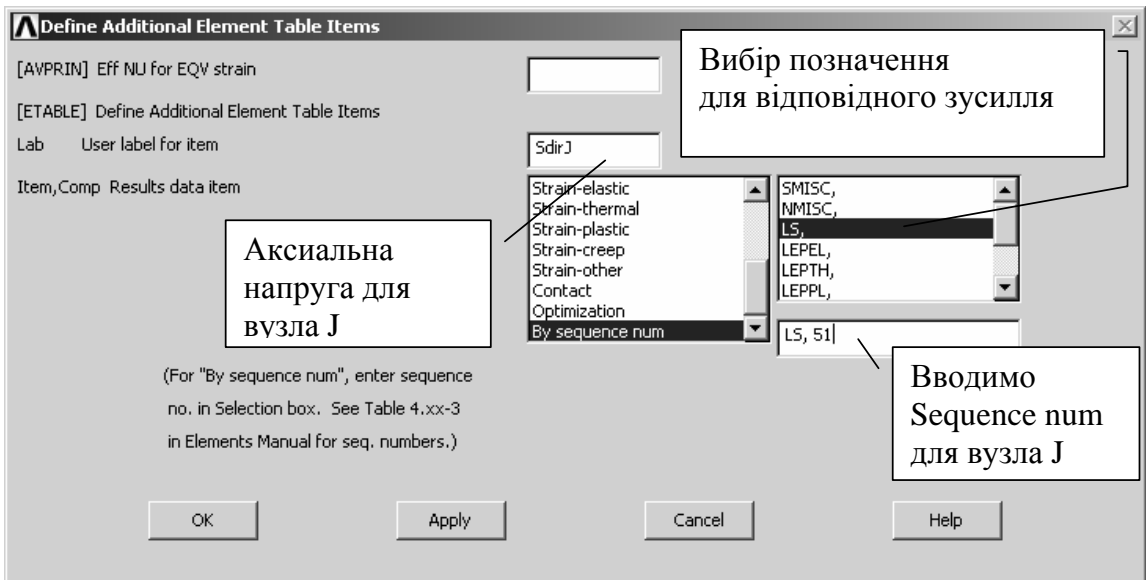 Define Additional Element Table Items
[AVPRIN] Eff NU for EQV strain
Вибір позначення
для відповідного зусилля
[ETABLE] Define Additional Element Table Items
Lab User label for item
SdirJ
Item,Comp Results data item
Strain-elastic
Strain-thermal
Strain-plastic
Strain-creep
Strain-other
Contact
Optimization
By sequence num
SMISC,
NMISC,
LS,
LEPEL,
LEPTH,
LEPPL,
LS, 51
Аксиальна
напруга для
вузла J
Вводимо
Sequence num
для вузла J
(For "By sequence num", enter sequence
no. in Selection box. See Table 4.xx-3
in Elements Manual for seq. numbers.)
OK
Apply
Cancel
Help